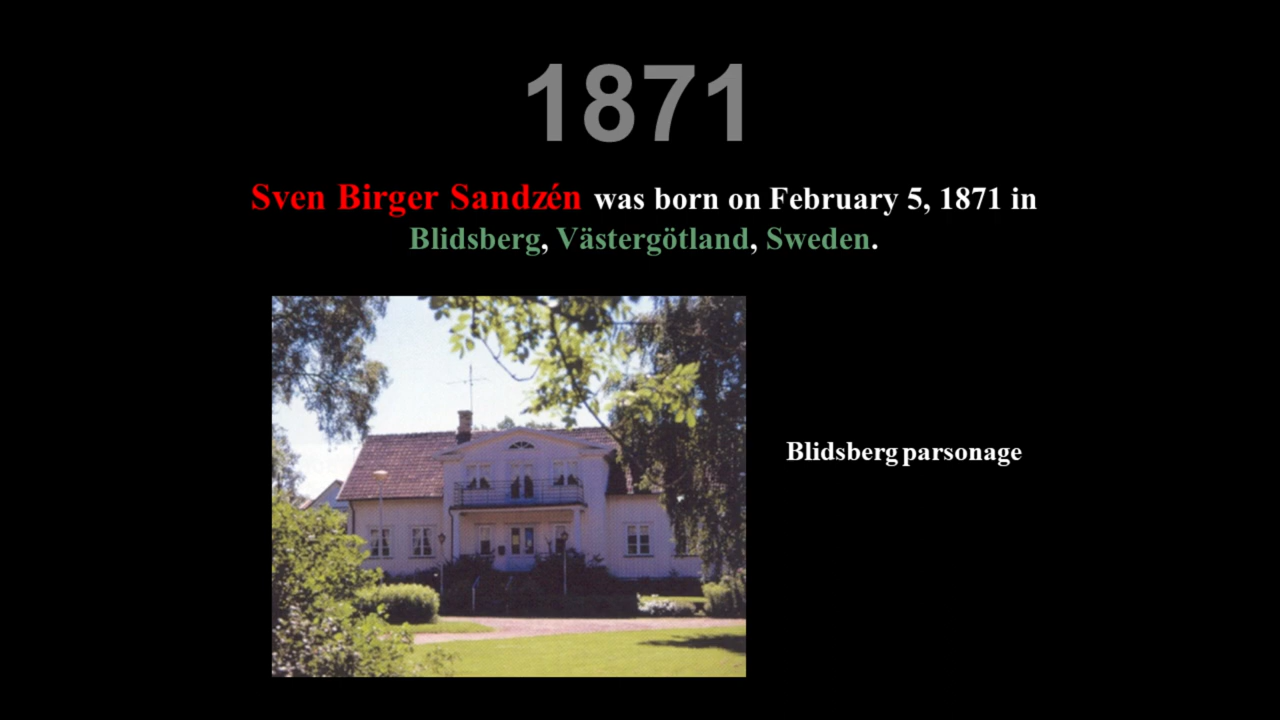 1871
Sven Birger Sandzén was born on February 5, 1871 in
Blidsberg, Västergötland, Sweden.
Blidsberg parsonage